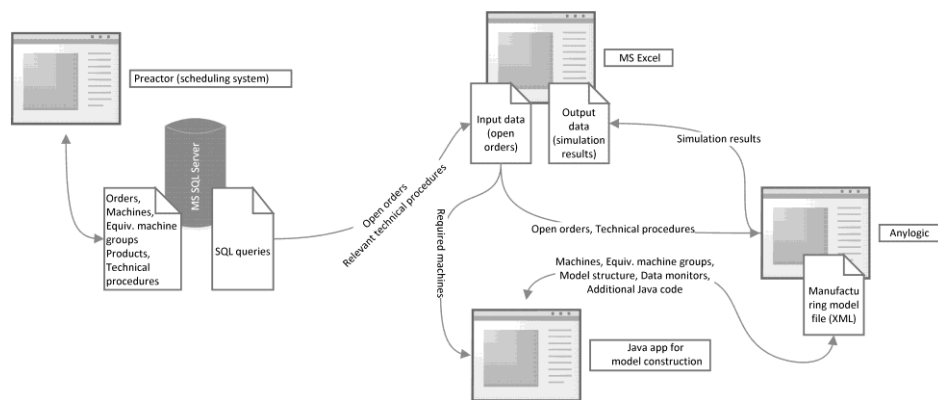 Preactor (scheduling system)
MS SQL Server
Orders,
Machines,
Equiv. machine
groups
Products,
Technical
procedures
SQL queries
Open orders
Relevant technical procedures
MS Excel
Input data
(open
orders)
Output
data
(simulation
results)
Simulation results
Required machines
Open orders, Technical procedures
Anylogic
Machines, Equiv. machine groups,
Model structure, Data monitors,
Additional Java code
Manufactu
ring model
file (XML)
Java app for
model construction